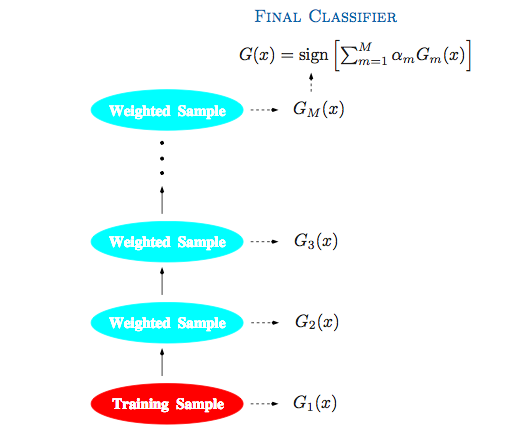 FINAL CLASSIFIER
G(x) = sign [∑_{m=1}^{M} α_m G_m(x)]
Weighted Sample G_M(x)
Weighted Sample G_3(x)
Weighted Sample G_2(x)
Training Sample G_1(x)